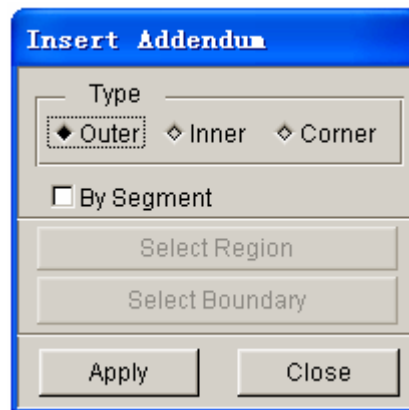 Insert Addendum
Type
Outer Inner Corner
By Segment
Select Region
Select Boundary
Apply Close